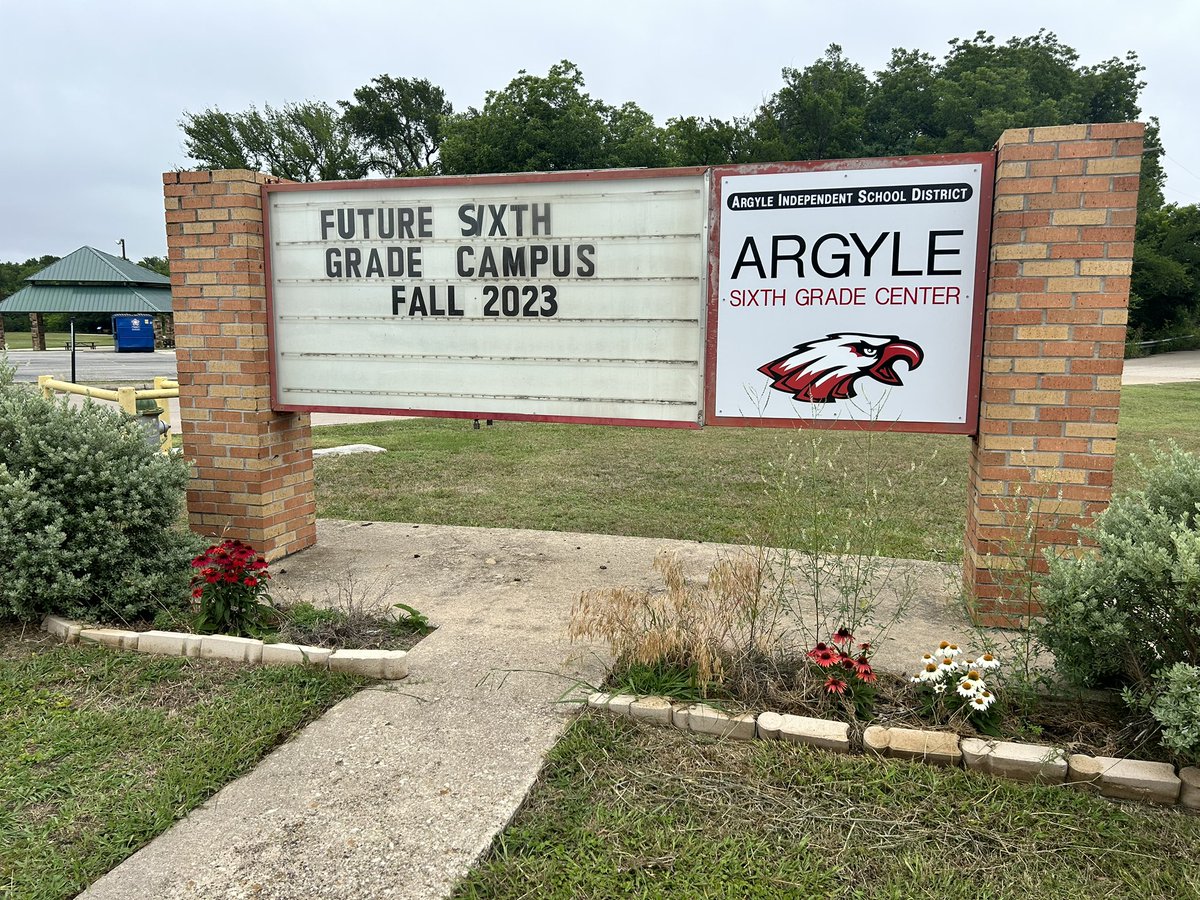 FUTURE SIXTH
GRADE CAMPUS
FALL 2023
ARGYLE INDEPENDENT SCHOOL DISTRICT
ARGYLE
SIXTH GRADE CENTER